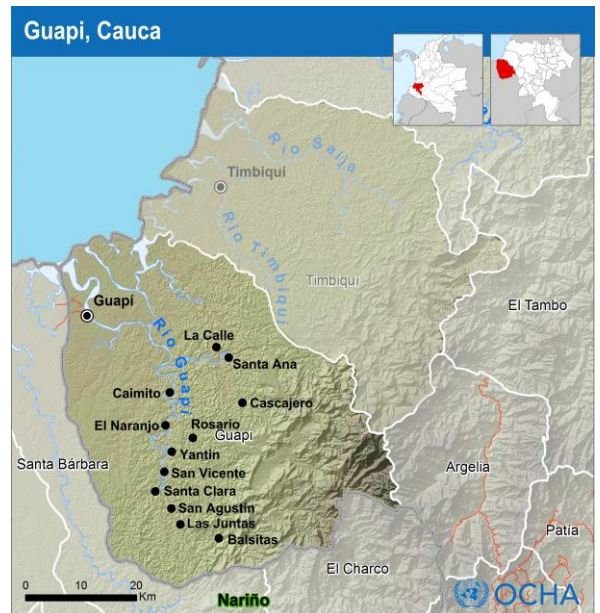 Guapi, Cauca
Río Saija
Timbiquí
Río Timbiquí
Timbiquí
Guapí
Río Guapi
El Tambo
La Calle
Santa Ana
Caimito
Cascajero
El Naranjo
Rosario
Guapi
Yantin
Santa Bárbara
San Vicente
Argelia
Santa Clara
San Agustín
Las Juntas
Patía
Balsitas
El Charco
0 10 20
Km
Nariño
OCHA